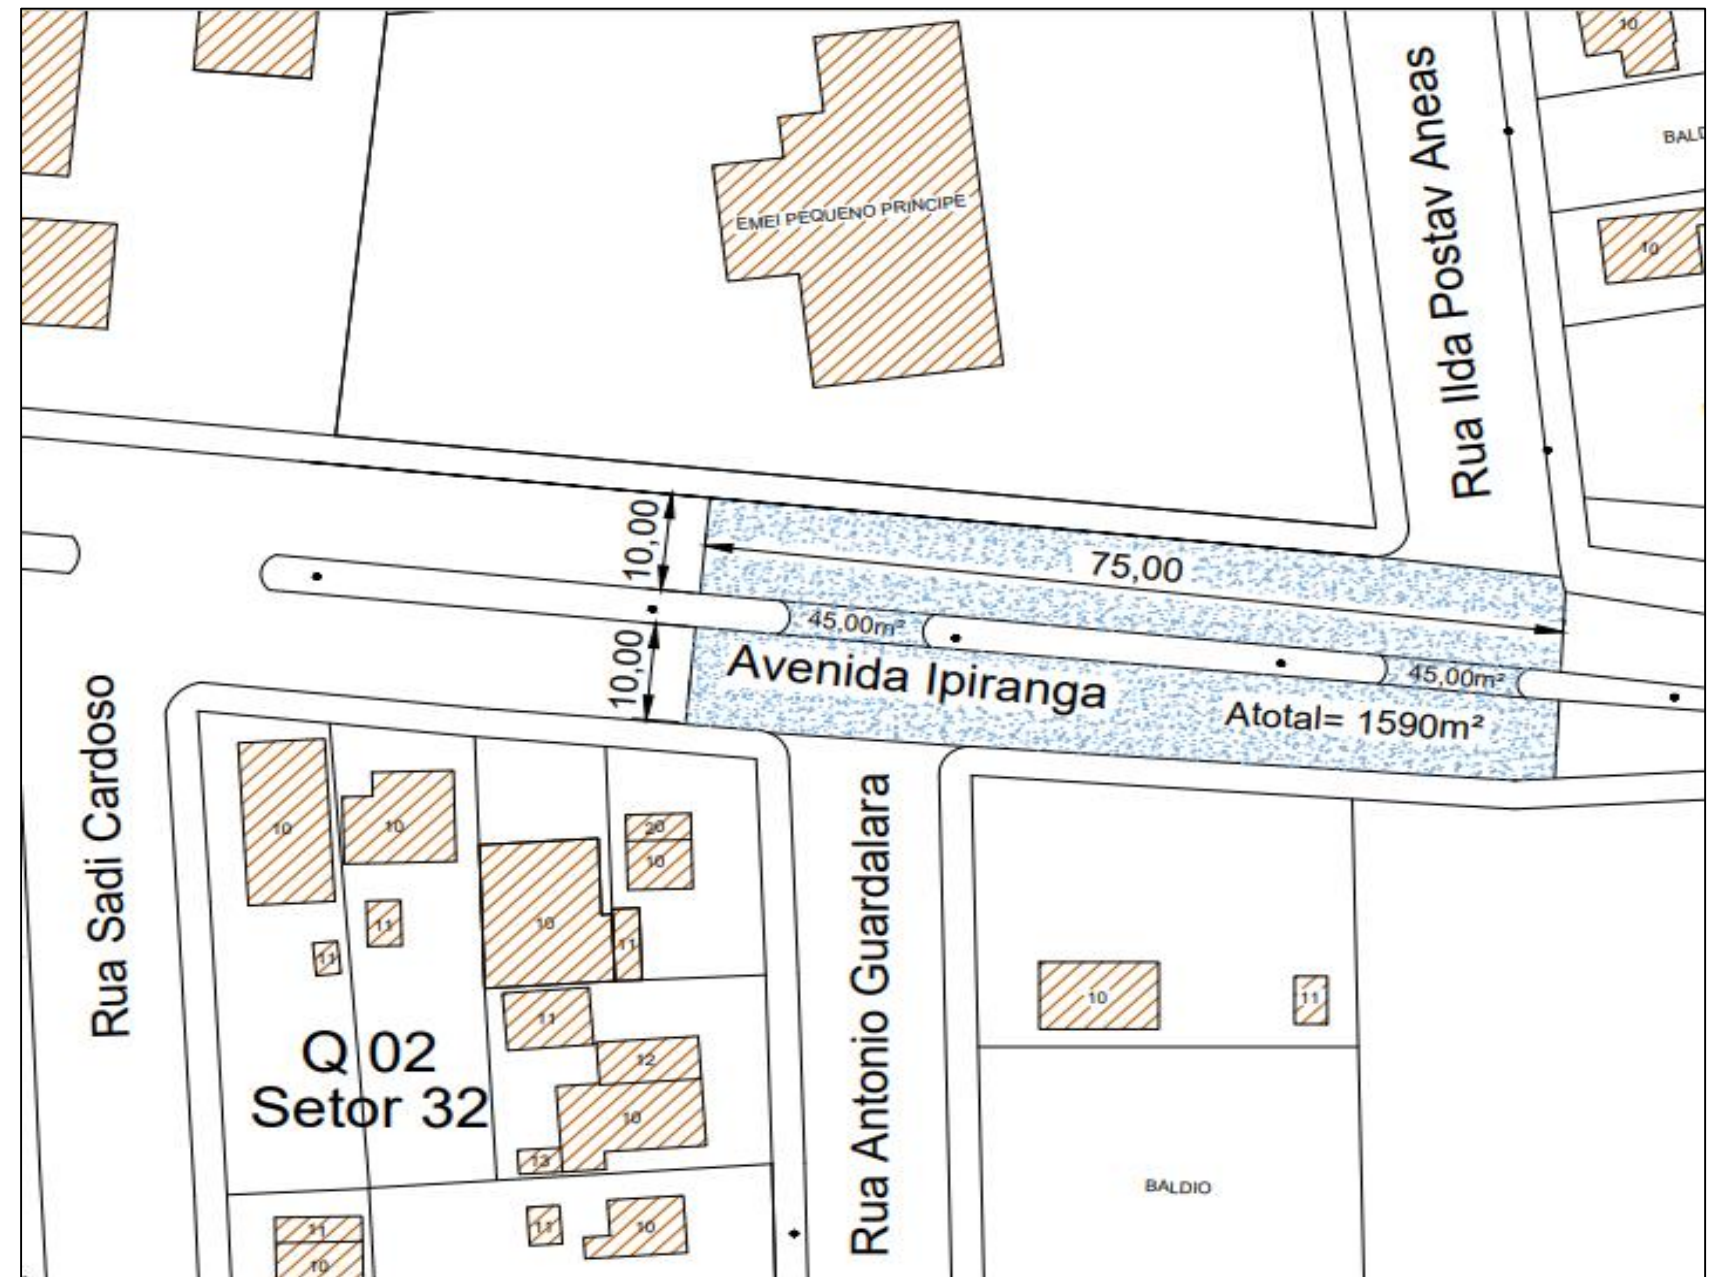 10
BALD
EMEI PEQUENO PRINCIPE
Rua Ilda Postav Aneas
10
10,00
75,00
45,00m²
10,00
Avenida Ipiranga
45,00m²
Atotal= 1590m²
Rua Sadi Cardoso
10
10
20
10
11
10
11
11
Rua Antonio Guardalara
10
11
11
Q 02
Setor 32
12
10
13
BALDIO
11
10
11
10